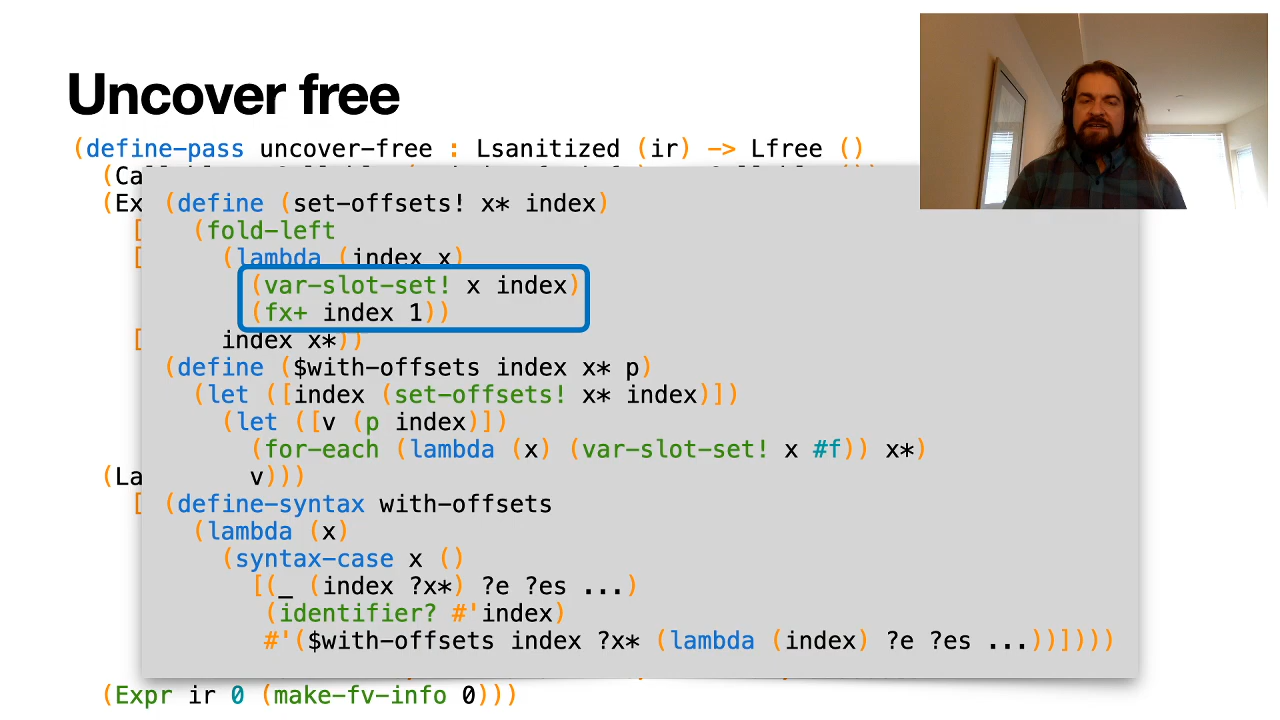 Uncover free
(define-pass uncover-free : Lsanitized (ir) -> Lfree ()
(Ca
(Ex
(define (set-offsets! x* index)
[
(fold-left
[
(lambda (index x)
(var-slot-set! x index)
(fx+ index 1))
[
index x*))
(define ($with-offsets index x* p)
(let ([index (set-offsets! x* index)])
(let ([v (p index)])
(for-each (lambda (x) (var-slot-set! x #f)) x*)
(La
v)))
[
(define-syntax with-offsets
(lambda (x)
(syntax-case x ()
[(_ (index ?x*) ?e ?es ...)
(identifier? #'index)
#'($with-offsets index ?x* (lambda (index) ?e ?es ...))])))
(Expr ir 0 (make-fv-info 0)))